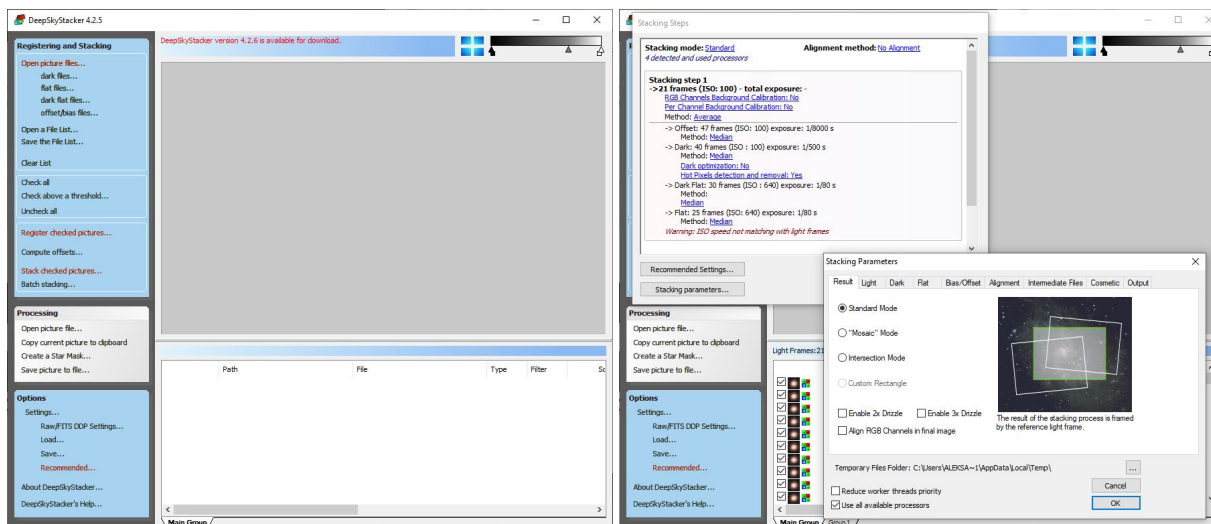 DeepSkyStacker 4.2.5
Registering and Stacking
Open picture files...
dark files...
flat files...
dark flat files...
offset/bias files...
Open a File List...
Save the File List...
Clear List
Check all
Check above a threshold...
Uncheck all
Register checked pictures...
Compute offsets...
Stack checked pictures...
Batch stacking...
Processing
Open picture file...
Copy current picture to clipboard
Create a Star Mask...
Save picture to file...
Options
Settings...
Raw/FITS DDP Settings...
Load...
Save...
Recommended...
About DeepSkyStacker...
DeepSkyStacker's Help...
DeepSkyStacker version 4.2.6 is available for download.
Path File Type Filter Sc
Main Group
Stacking Steps
Stacking mode: Standard Alignment method: No Alignment
4 detected and used processors
Stacking step 1
->21 frames (ISO: 100) - total exposure: -
RGB Channels Background Calibration: No
Per Channel Background Calibration: No
Method: Average
-> Offset: 47 frames (ISO: 100) exposure: 1/8000 s
Method: Median
-> Dark: 40 frames (ISO : 100) exposure: 1/500 s
Method: Median
Dark optimization: No
Hot Pixels detection and removal: Yes
-> Dark Flat: 30 frames (ISO : 640) exposure: 1/80 s
Method:
Median
-> Flat: 25 frames (ISO: 640) exposure: 1/80 s
Method: Median
Warning: ISO speed not matching with light frames
Recommended Settings...
Stacking parameters...
Processing
Open picture file...
Copy current picture to clipboard
Create a Star Mask...
Save picture to file...
Options
Settings...
Raw/FITS DDP Settings...
Load...
Save...
Recommended...
About DeepSkyStacker...
DeepSkyStacker's Help...
Light Frames:21
Main Group Group 1
Stacking Parameters
Result Light Dark Flat Bias/Offset Alignment Intermediate Files Cosmetic Output
Standard Mode
"Mosaic" Mode
Intersection Mode
Custom Rectangle
Enable 2x Drizzle Enable 3x Drizzle
Align RGB Channels in final image
The result of the stacking process is framed
by the reference light frame.
Temporary Files Folder: C:\Users\ALEKSA~1\AppData\Local\Temp\ ...
Reduce worker threads priority
Use all available processors
Cancel
OK